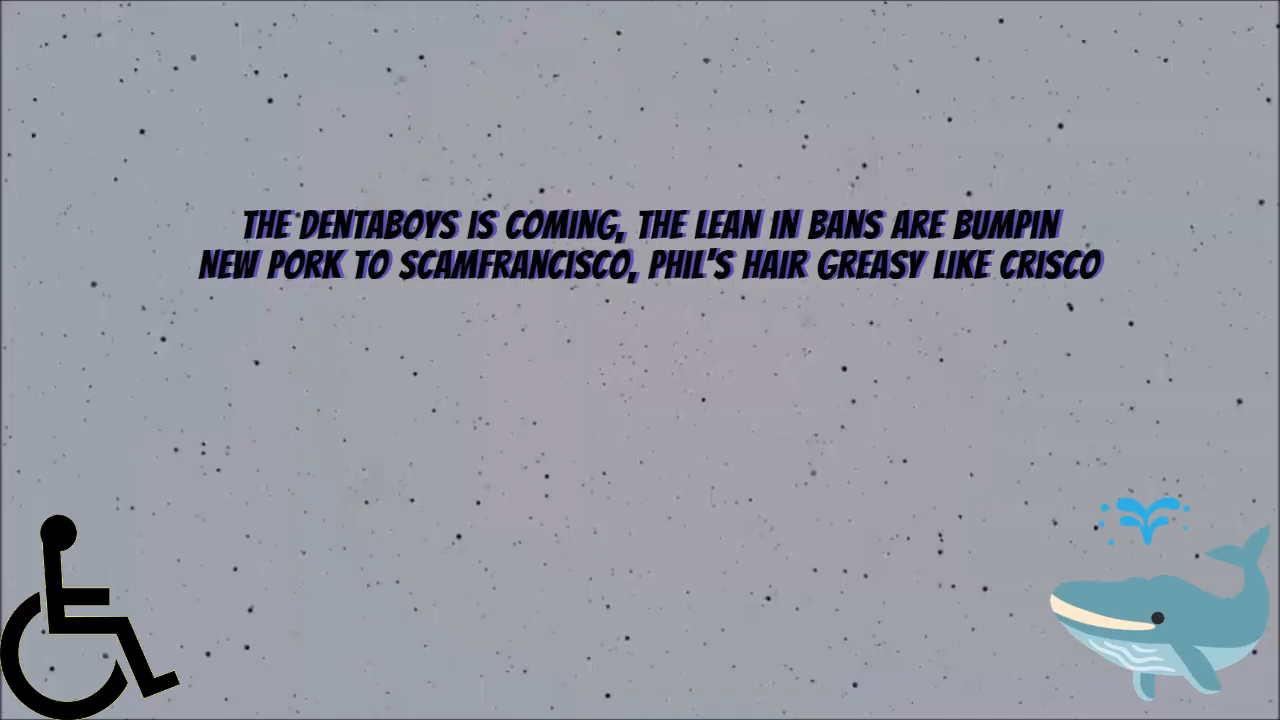 THE DENTABOYS IS COMING, THE LEAN IN BANS ARE BUMPIN
NEW PORK TO SCAMFRANCISCO, PHIL'S HAIR GREASY LIKE CRISCO